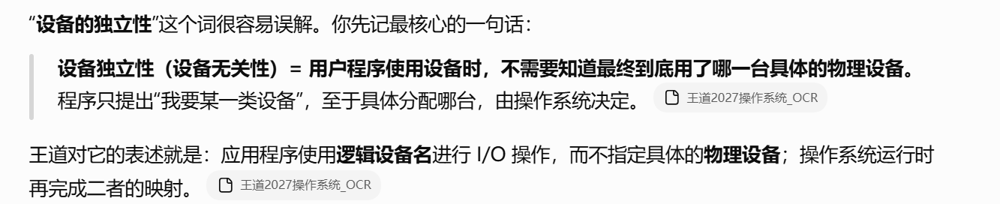 “设备的独立性”这个词很容易误解。你先记最核心的一句话：
设备独立性（设备无关性）= 用户程序使用设备时，不需要知道最终到底用了哪一台具体的物理设备。
程序只提出“我要某一类设备”，至于具体分配哪台，由操作系统决定。 王道2027操作系统_OCR
王道对它的表述就是：应用程序使用逻辑设备名进行 I/O 操作，而不指定具体的物理设备；操作系统运行时
再完成二者的映射。 王道2027操作系统_OCR